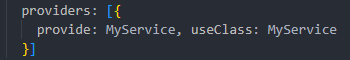 providers: [{
provide: MyService, useClass: MyService
}]